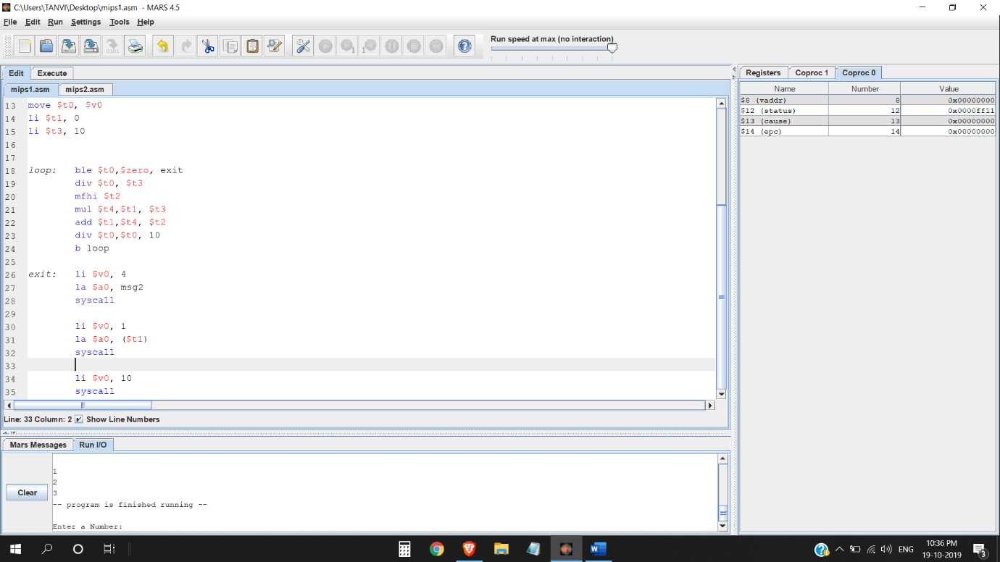 C:\Users\TANVI\Desktop\mips1.asm - MARS 4.5
File Edit Run Settings Tools Help
Run speed at max (no interaction)
Edit Execute
mips1.asm mips2.asm
13 move $t0, $v0
14 li $t1, 0
15 li $t3, 10
16
17
18 loop: ble $t0,$zero, exit
19 div $t0, $t3
20 mfhi $t2
21 mul $t4,$t1, $t3
22 add $t1,$t4, $t2
23 div $t0,$t0, 10
24 b loop
25
26 exit: li $v0, 4
27 la $a0, msg2
28 syscall
29
30 li $v0, 1
31 la $a0, ($t1)
32 syscall
33
34 li $v0, 10
35 syscall
Line: 33 Column: 2 Show Line Numbers
Mars Messages Run I/O
Clear
1
2
3
-- program is finished running --
Enter a Number:
Registers Coproc 1 Coproc 0
Name Number Value
$8 (vaddr) 8 0x00000000
$12 (status) 12 0x0000ff11
$13 (cause) 13 0x00000000
$14 (epc) 14 0x00000000
ENG
10:36 PM
19-10-2019
3